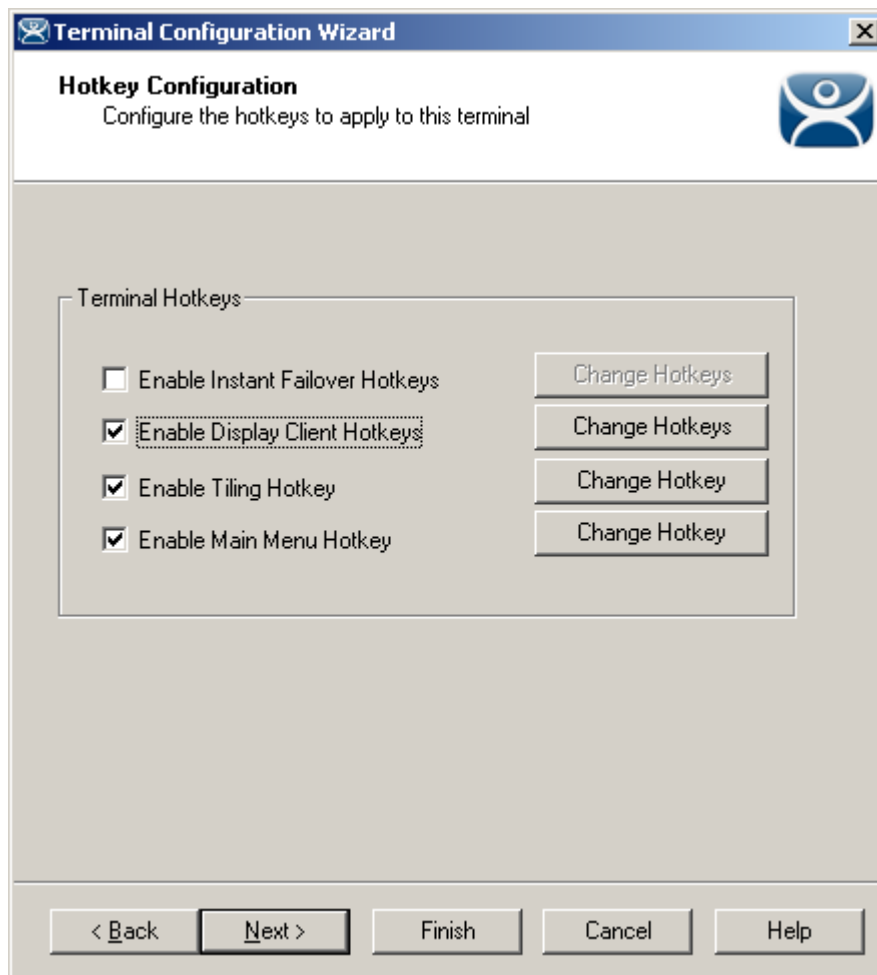 Terminal Configuration Wizard
Hotkey Configuration
Configure the hotkeys to apply to this terminal
Terminal Hotkeys
Enable Instant Failover Hotkeys Change Hotkeys
Enable Display Client Hotkeys Change Hotkeys
Enable Tiling Hotkey Change Hotkey
Enable Main Menu Hotkey Change Hotkey
< Back Next > Finish Cancel Help